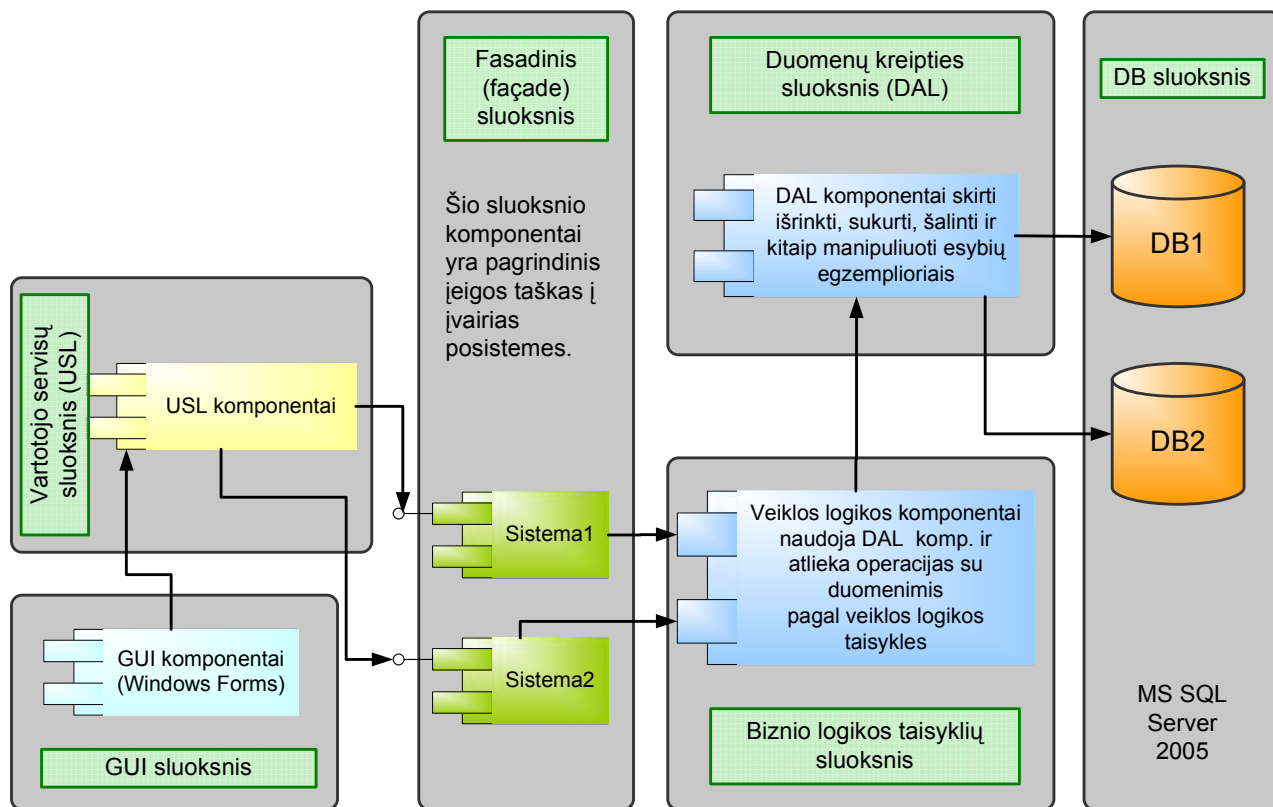 Vartotojo servisų
sluoksnis (USL)
USL komponentai
GUI komponentai
(Windows Forms)
GUI sluoksnis
Fasadinis
(façade)
sluoksnis
Šio sluoksnio
komponentai
yra pagrindinis
įeigos taškas į
įvairias
posistemes.
Sistema1
Sistema2
Duomenų kreipties
sluoksnis (DAL)
DAL komponentai skirti
išrinkti, sukurti, šalinti ir
kitaip manipuliuoti esybių
egzemplioriais
Veiklos logikos komponentai
naudoja DAL komp. ir
atlieka operacijas su
duomenimis
pagal veiklos logikos
taisykles
Biznio logikos taisyklių
sluoksnis
DB sluoksnis
DB1
DB2
MS SQL
Server
2005